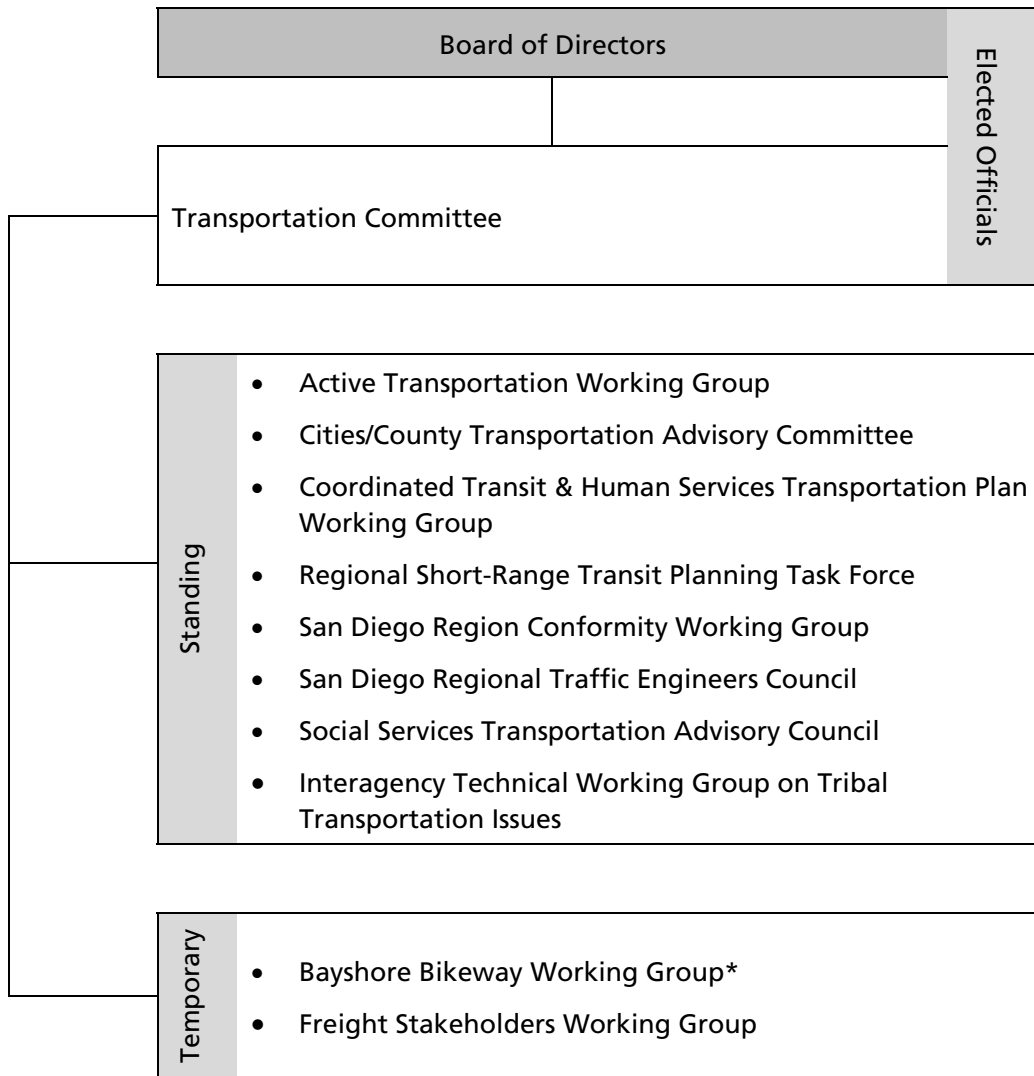 Board of Directors
Elected Officials
Transportation Committee
Standing
• Active Transportation Working Group
• Cities/County Transportation Advisory Committee
• Coordinated Transit & Human Services Transportation Plan
Working Group
• Regional Short-Range Transit Planning Task Force
• San Diego Region Conformity Working Group
• San Diego Regional Traffic Engineers Council
• Social Services Transportation Advisory Council
• Interagency Technical Working Group on Tribal
Transportation Issues
Temporary
• Bayshore Bikeway Working Group*
• Freight Stakeholders Working Group